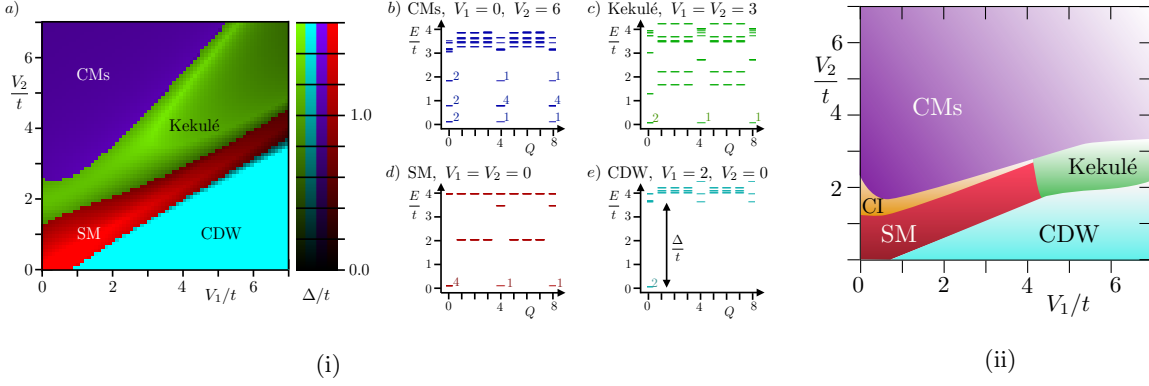 a)
6
4
2
0
V2/t
0 2 4 6
V1/t
CMs
Kekulé
SM
CDW
1.0
0.0
Δ/t
b) CMs, V1 = 0, V2 = 6
E/t
4
3
2
1
0
2 1
2 4 4
2 1 1
0 4 8
Q
c) Kekulé, V1 = V2 = 3
E/t
4
3
2
1
0
2 1 1
0 4 8
Q
d) SM, V1 = V2 = 0
E/t
4
3
2
1
0
4 1 1
0 4 8
Q
e) CDW, V1 = 2, V2 = 0
E/t
4
3
2
1
0
Δ/t
2
0 4 8
Q
(i)
6
4
2
V2/t
0 2 4 6
V1/t
CMs
CI
SM
Kekulé
CDW
(ii)